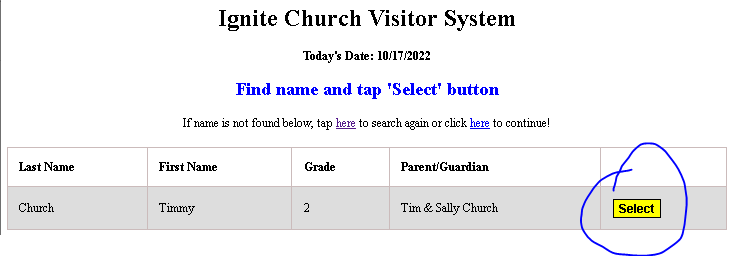 Ignite Church Visitor System
Today's Date: 10/17/2022
Find name and tap 'Select' button
If name is not found below, tap here to search again or click here to continue!
Last Name First Name Grade Parent/Guardian
Church Timmy 2 Tim & Sally Church Select